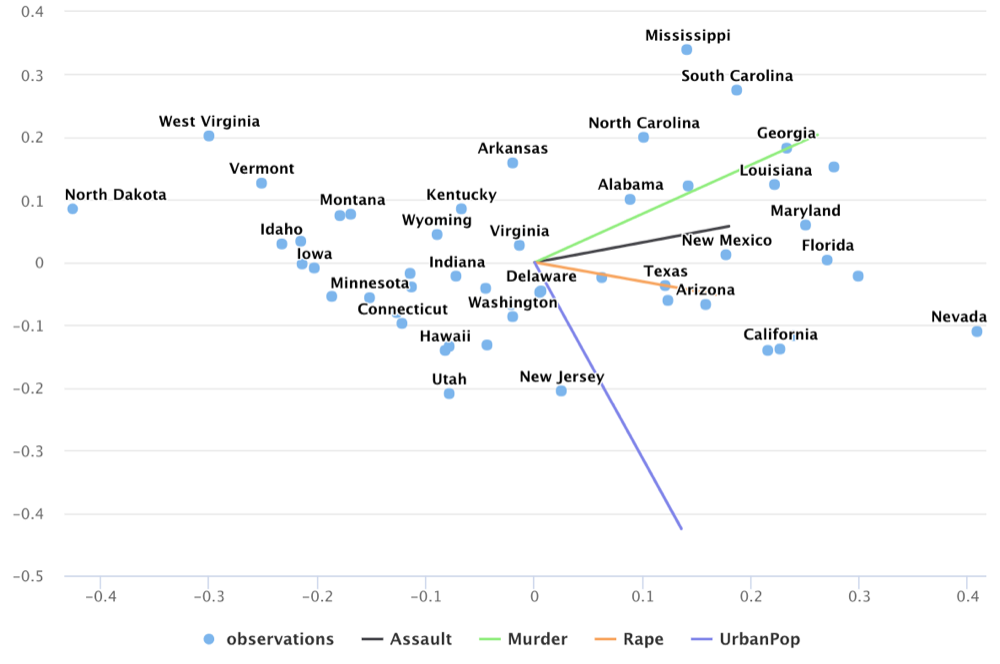 0.4
Mississippi
0.3
South Carolina
0.2
West Virginia
North Carolina
Georgia
Arkansas
Vermont
Louisiana
0.1
North Dakota
Montana
Kentucky
Alabama
Maryland
Idaho
Wyoming
Virginia
New Mexico
Florida
0
Iowa
Indiana
Delaware
Texas
Minnesota
Arizona
−0.1
Connecticut
Washington
Nevada
Hawaii
California
−0.2
Utah
New Jersey
−0.3
−0.4
−0.5
−0.4 −0.3 −0.2 −0.1 0 0.1 0.2 0.3 0.4
observations Assault Murder Rape UrbanPop